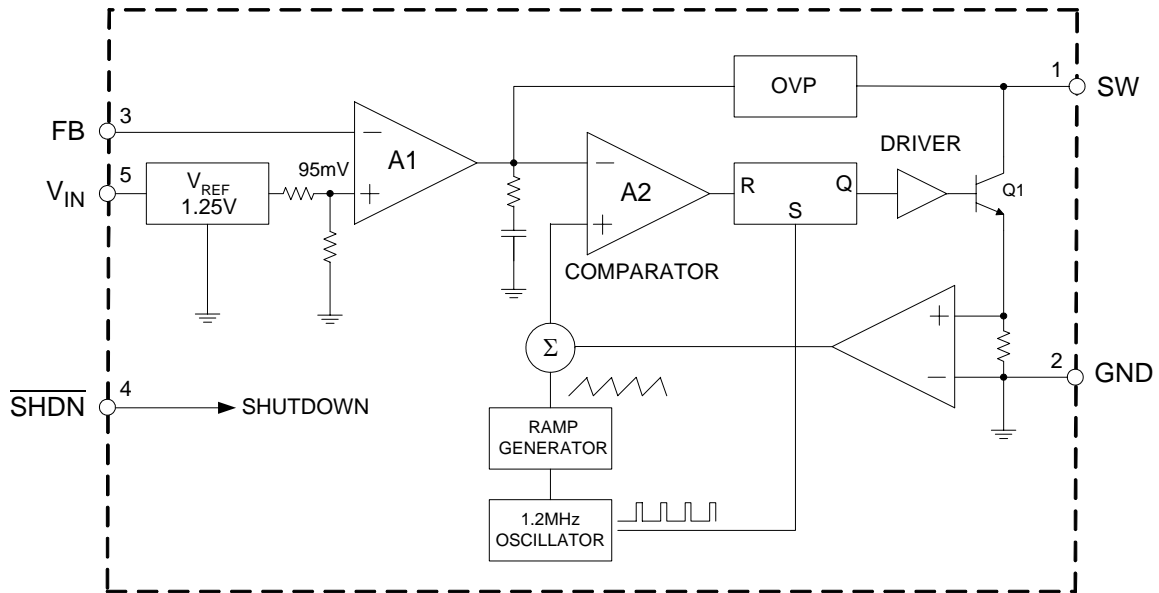 OVP
1
SW
FB
3
V_IN
5
V_REF
1.25V
95mV
−
+
A1
−
+
A2
COMPARATOR
R
Q
S
DRIVER
Q1
+
−
2
GND
Σ
SHDN
4
SHUTDOWN
RAMP
GENERATOR
1.2MHz
OSCILLATOR